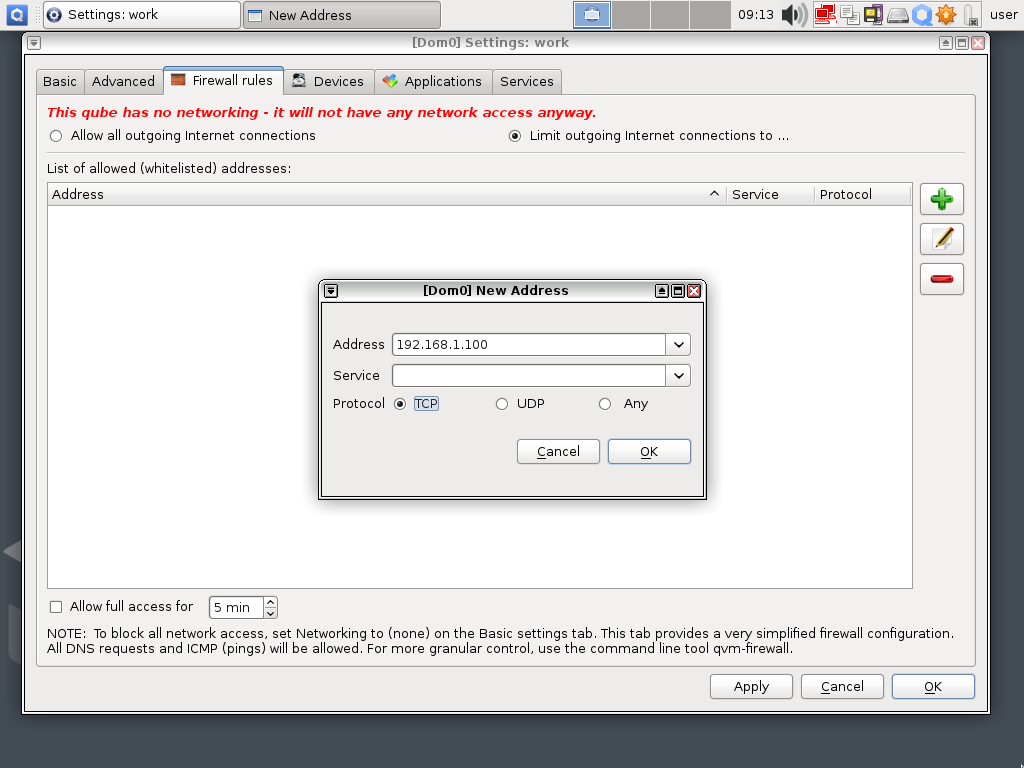 Settings: work
New Address
09:13
user
[Dom0] Settings: work
Basic
Advanced
Firewall rules
Devices
Applications
Services
This qube has no networking - it will not have any network access anyway.
Allow all outgoing Internet connections
Limit outgoing Internet connections to ...
List of allowed (whitelisted) addresses:
Address
Service
Protocol
[Dom0] New Address
Address
192.168.1.100
Service
Protocol
TCP
UDP
Any
Cancel
OK
Allow full access for
5 min
NOTE:  To block all network access, set Networking to (none) on the Basic settings tab. This tab provides a very simplified firewall configuration.
All DNS requests and ICMP (pings) will be allowed. For more granular control, use the command line tool qvm-firewall.
Apply
Cancel
OK